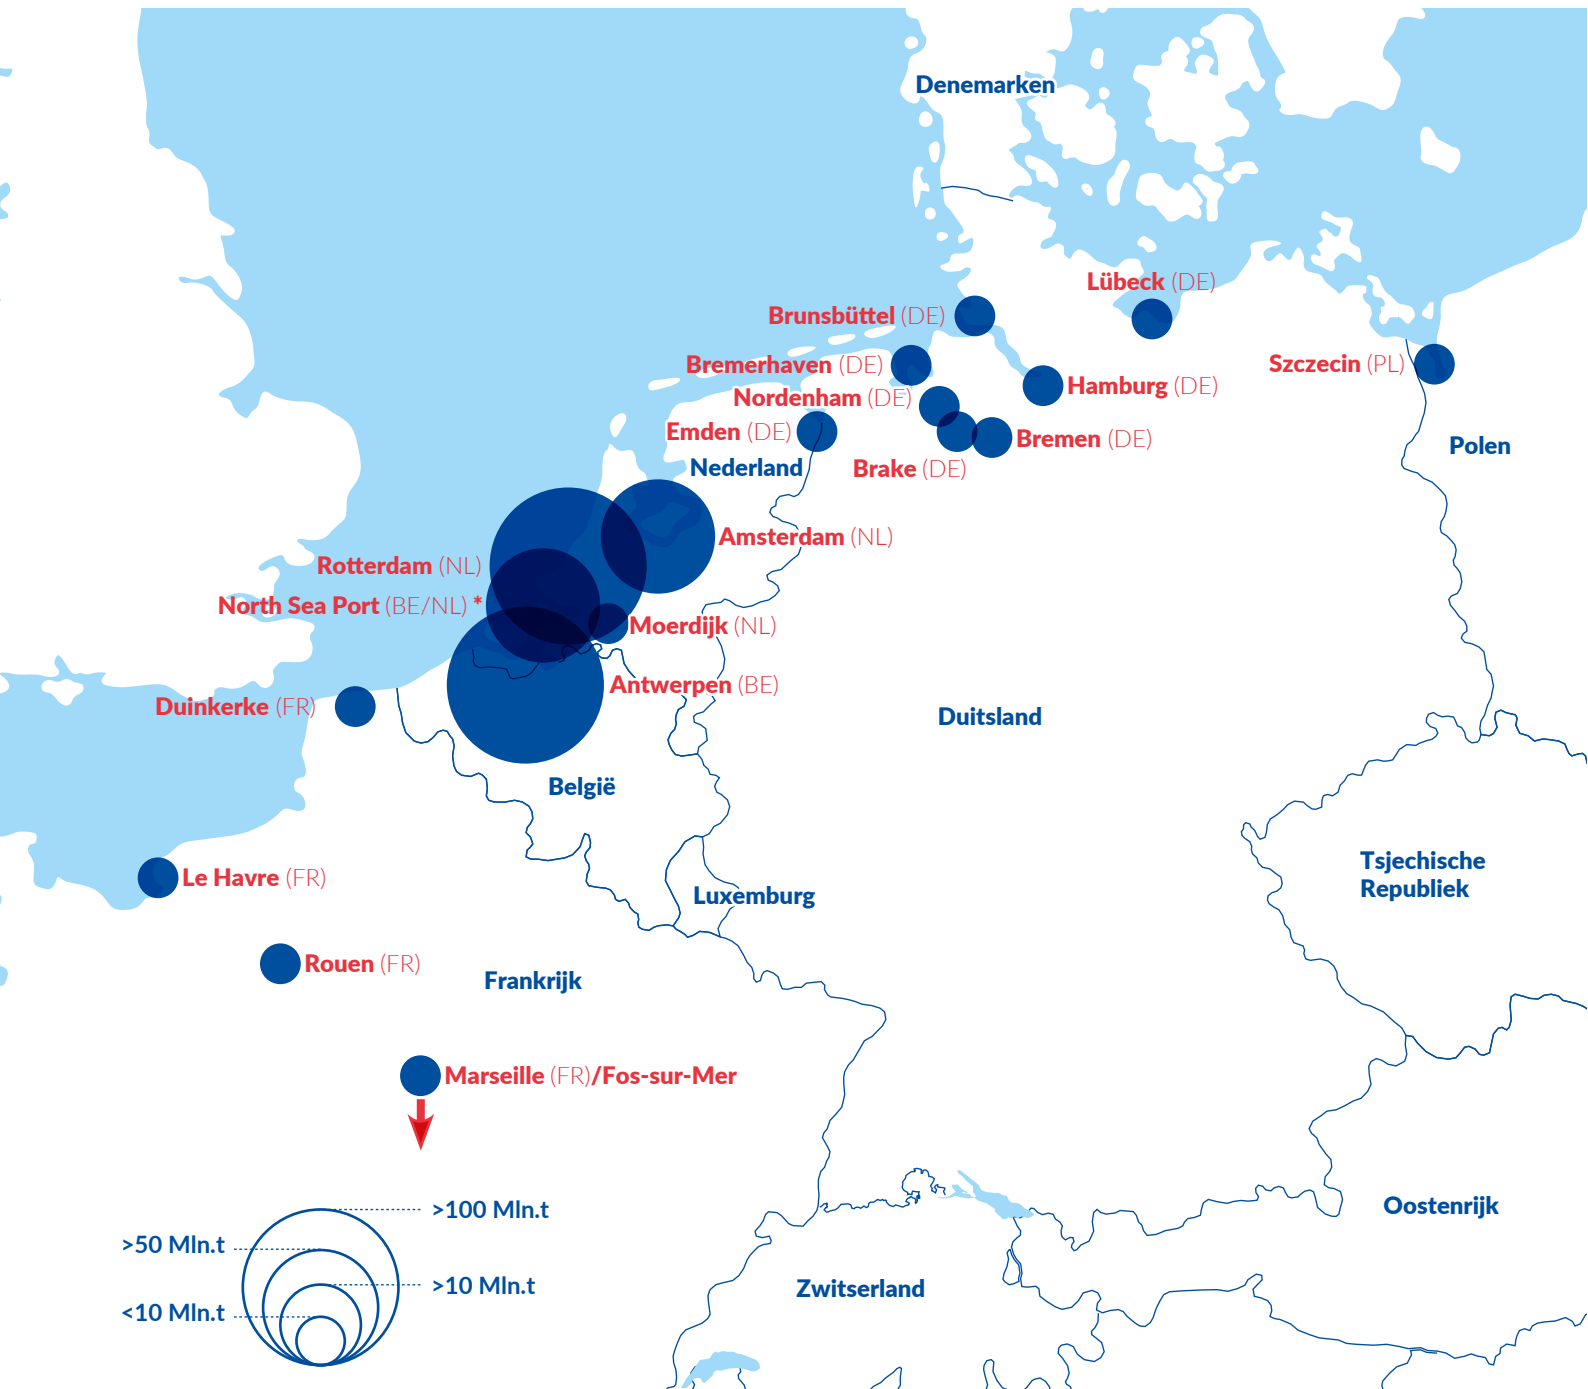 Denemarken
Lübeck (DE)
Brunsbüttel (DE)
Bremerhaven (DE)
Szczecin (PL)
Hamburg (DE)
Nordenham (DE)
Emden (DE)
Bremen (DE)
Polen
Nederland
Brake (DE)
Amsterdam (NL)
Rotterdam (NL)
North Sea Port (BE/NL) *
Moerdijk (NL)
Antwerpen (BE)
Duinkerke (FR)
Duitsland
België
Tsjechische
Republiek
Le Havre (FR)
Luxemburg
Rouen (FR)
Frankrijk
Marseille (FR)/Fos-sur-Mer
>100 Mln.t
Oostenrijk
>50 Mln.t
>10 Mln.t
Zwitserland
<10 Mln.t